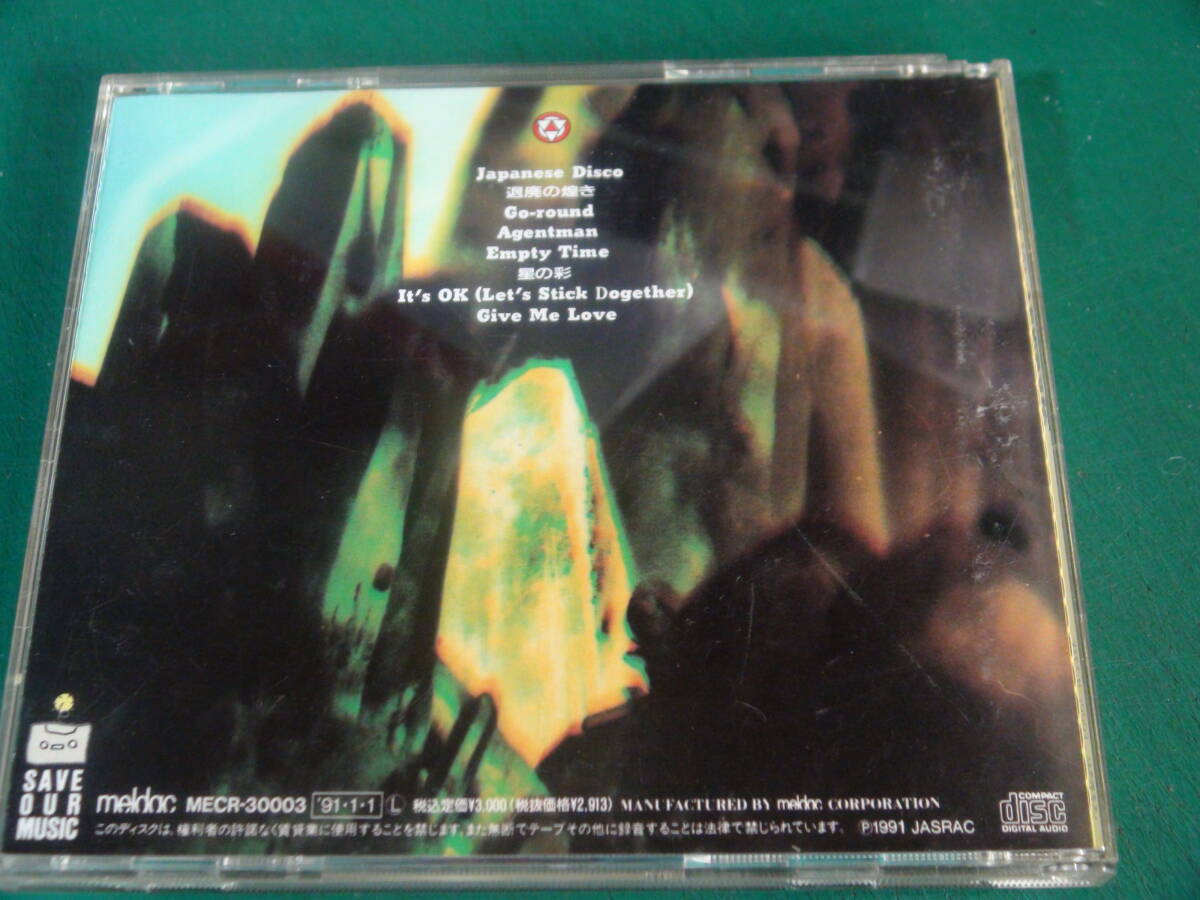 Japanese Disco
退廃の煌き
Go-round
Agentman
Empty Time
星の彩
It's OK (Let's Stick Dogether)
Give Me Love
SAVE
OUR
MUSIC
meldac MECR-30003 '91・1・1 L 税込定価¥3,000(税抜価格¥2,913) MANUFACTURED BY meldac CORPORATION
このディスクは、権利者の許諾なく賃貸業に使用することを禁じます。また無断でテープその他に録音することは法律で禁じられています。 Ⓟ1991 JASRAC
COMPACT
disc
DIGITAL AUDIO